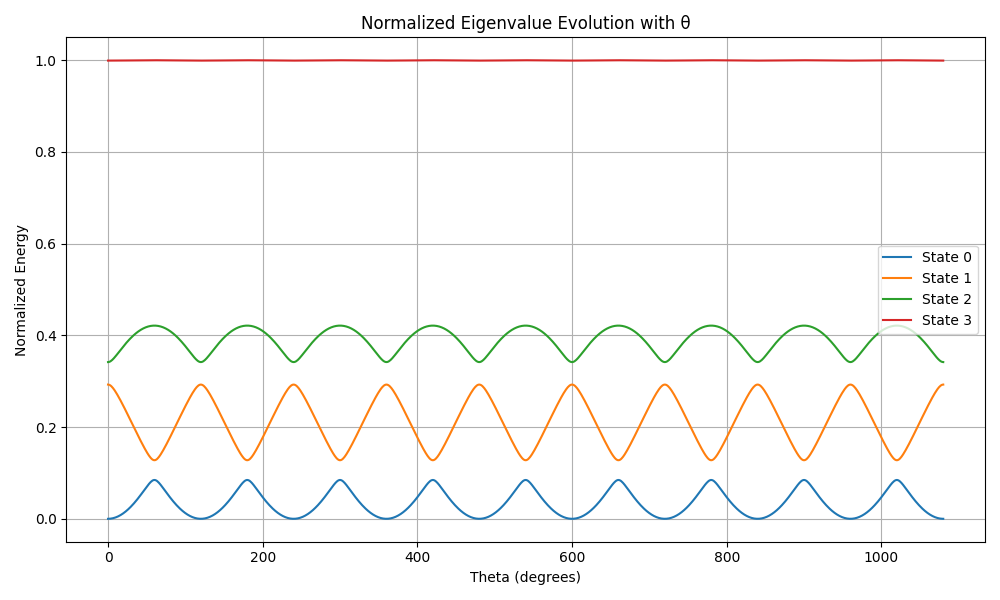 Normalized Eigenvalue Evolution with θ
Normalized Energy
1.0
0.8
0.6
0.4
0.2
0.0
State 0
State 1
State 2
State 3
0 200 400 600 800 1000
Theta (degrees)